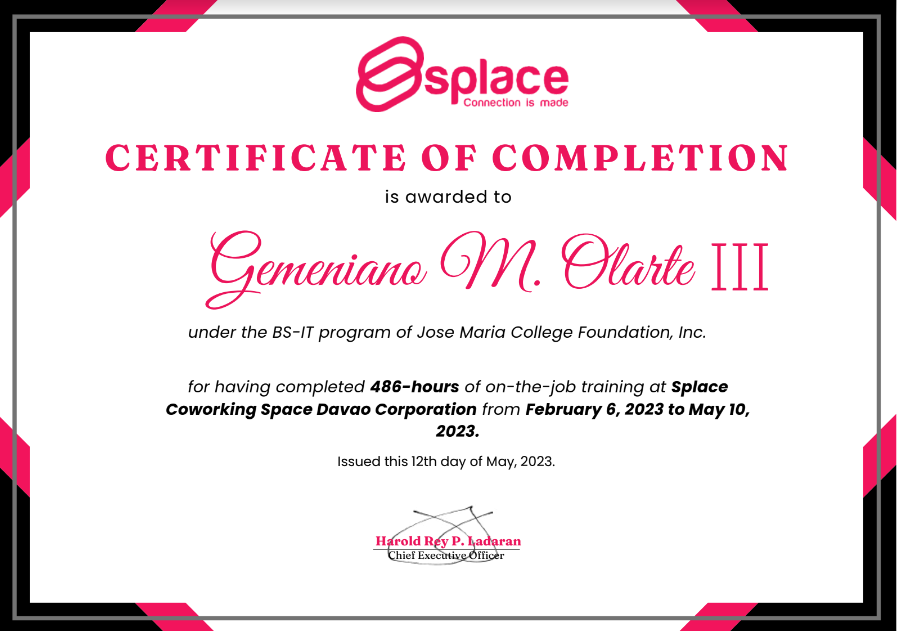 splace
Connection is made
CERTIFICATE OF COMPLETION
is awarded to
Gemeniano M. Olarte III
under the BS-IT program of Jose Maria College Foundation, Inc.
for having completed 486-hours of on-the-job training at Splace
Coworking Space Davao Corporation from February 6, 2023 to May 10,
2023.
Issued this 12th day of May, 2023.
Harold Rey P. Ladaran
Chief Executive Officer